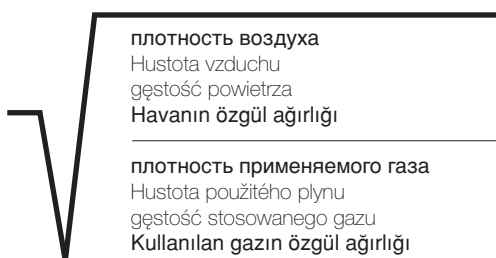 плотность воздуха
Hustota vzduchu
gęstość powietrza
Havanın özgül ağırlığı
плотность применяемого газа
Hustota použitého plynu
gęstość stosowanego gazu
Kullanılan gazın özgül ağırlığı